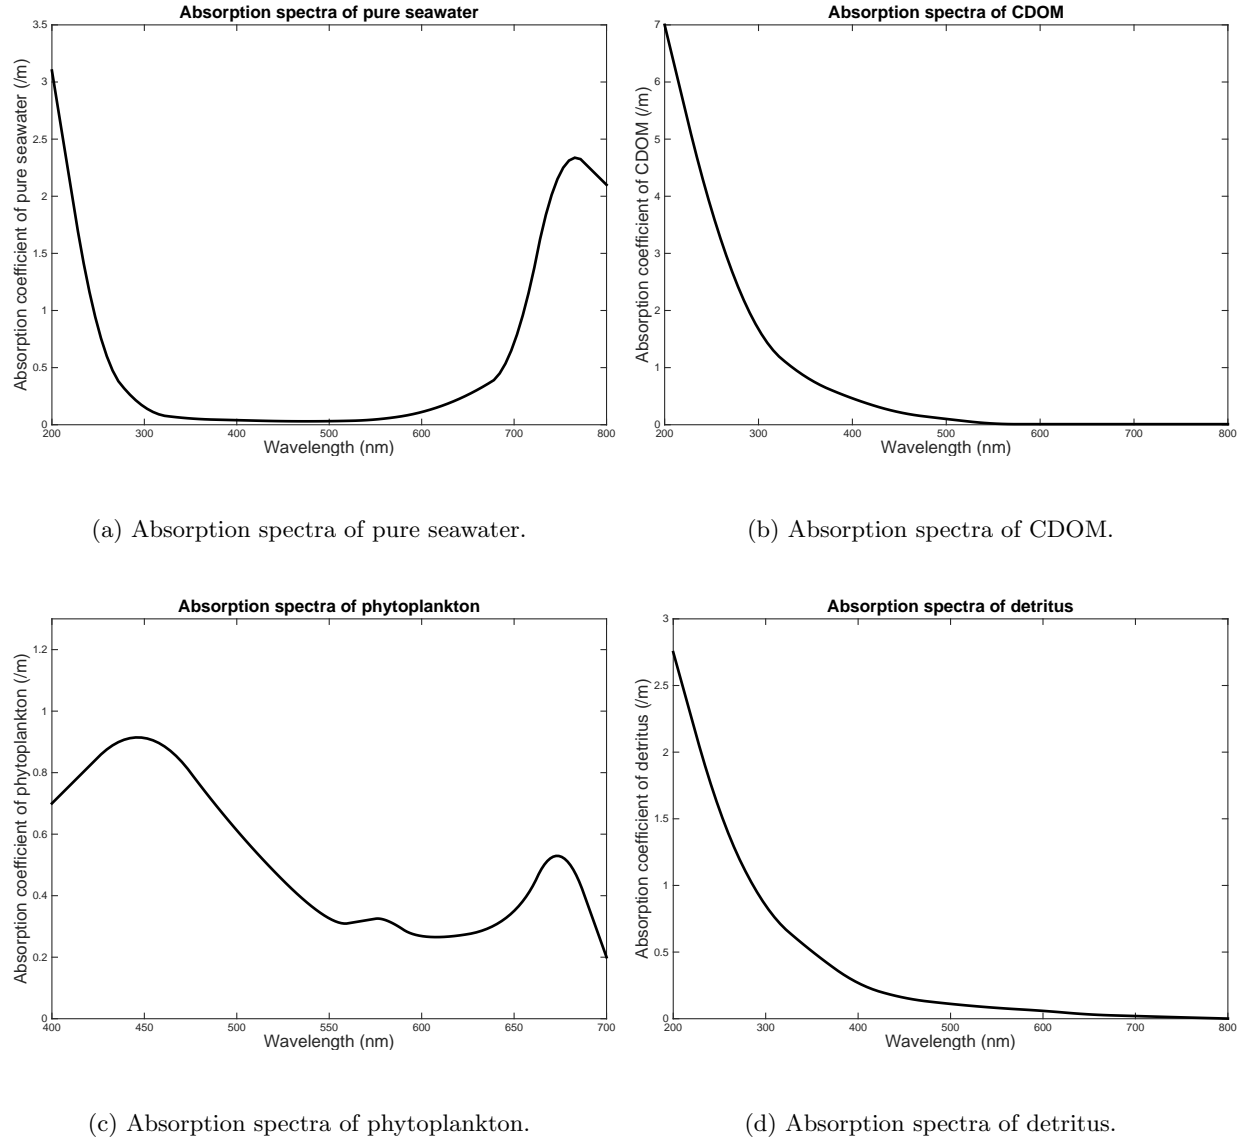 Absorption spectra of pure seawater
Absorption coefficient of pure seawater (/m)
3.5
3
2.5
2
1.5
1
0.5
0
200 300 400 500 600 700 800
Wavelength (nm)
(a) Absorption spectra of pure seawater.
Absorption spectra of CDOM
Absorption coefficient of CDOM (/m)
7
6
5
4
3
2
1
0
200 300 400 500 600 700 800
Wavelength (nm)
(b) Absorption spectra of CDOM.
Absorption spectra of phytoplankton
Absorption coefficient of phytoplankton (/m)
1.2
1
0.8
0.6
0.4
0.2
0
400 450 500 550 600 650 700
Wavelength (nm)
(c) Absorption spectra of phytoplankton.
Absorption spectra of detritus
Absorption coefficient of detritus (/m)
3
2.5
2
1.5
1
0.5
0
200 300 400 500 600 700 800
Wavelength (nm)
(d) Absorption spectra of detritus.